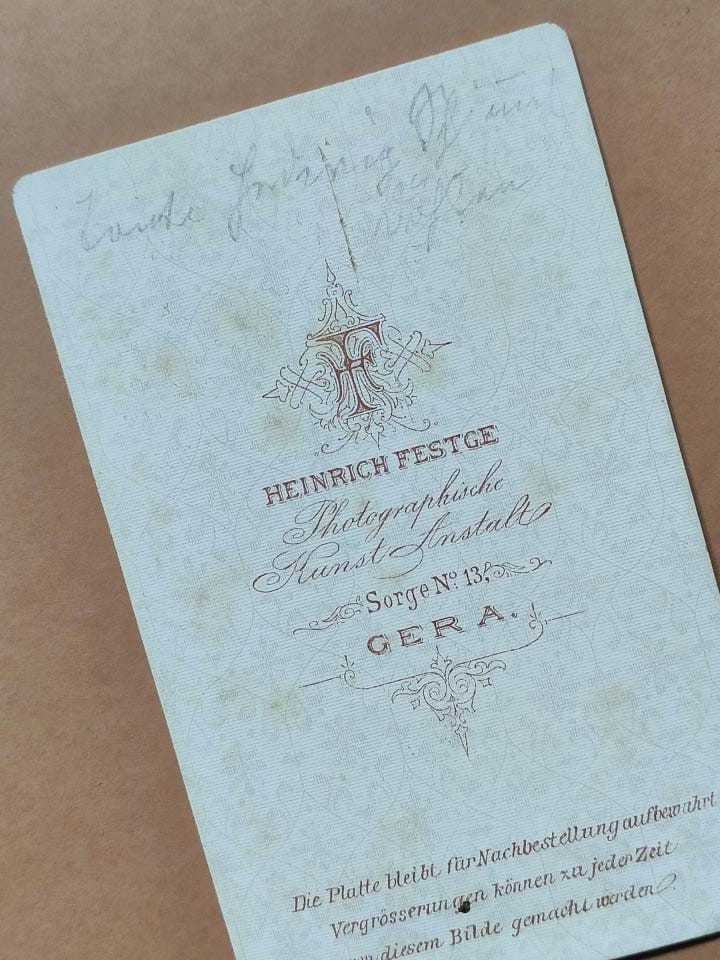 HEINRICH FESTGE
Photographische
Kunst-Anstalt
Sorge No. 13,
GERA.
Die Platte bleibt für Nachbestellung aufbewahrt
Vergrösserungen können zu jeder Zeit
diesem Bilde gemacht werden.